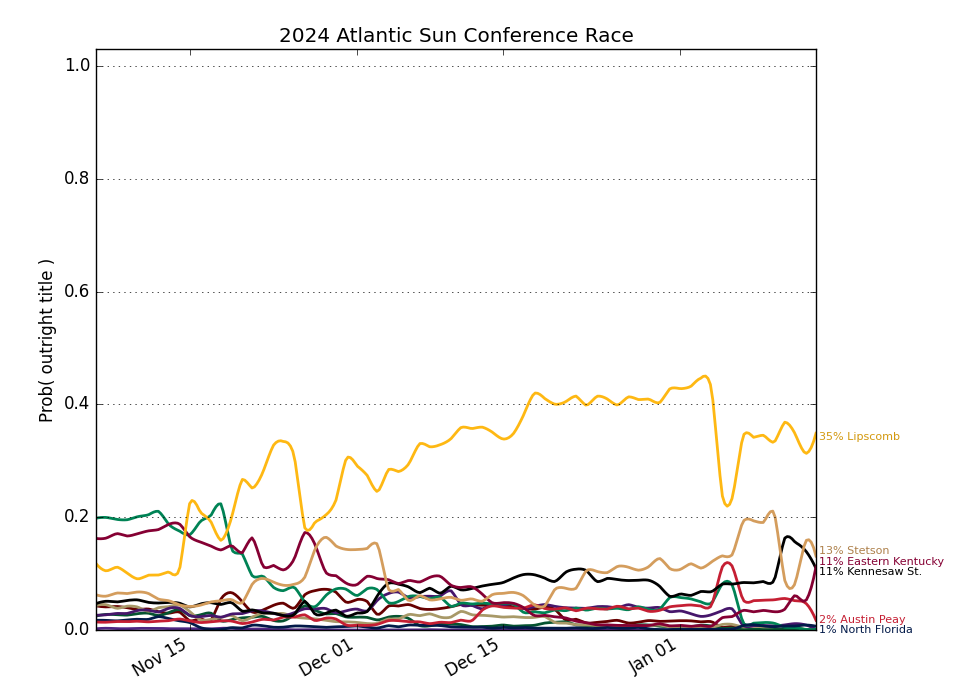 2024 Atlantic Sun Conference Race
Prob( outright title )
1.0
0.8
0.6
0.4
0.2
0.0
35% Lipscomb
13% Stetson
11% Eastern Kentucky
11% Kennesaw St.
2% Austin Peay
1% North Florida
Nov 15
Dec 01
Dec 15
Jan 01